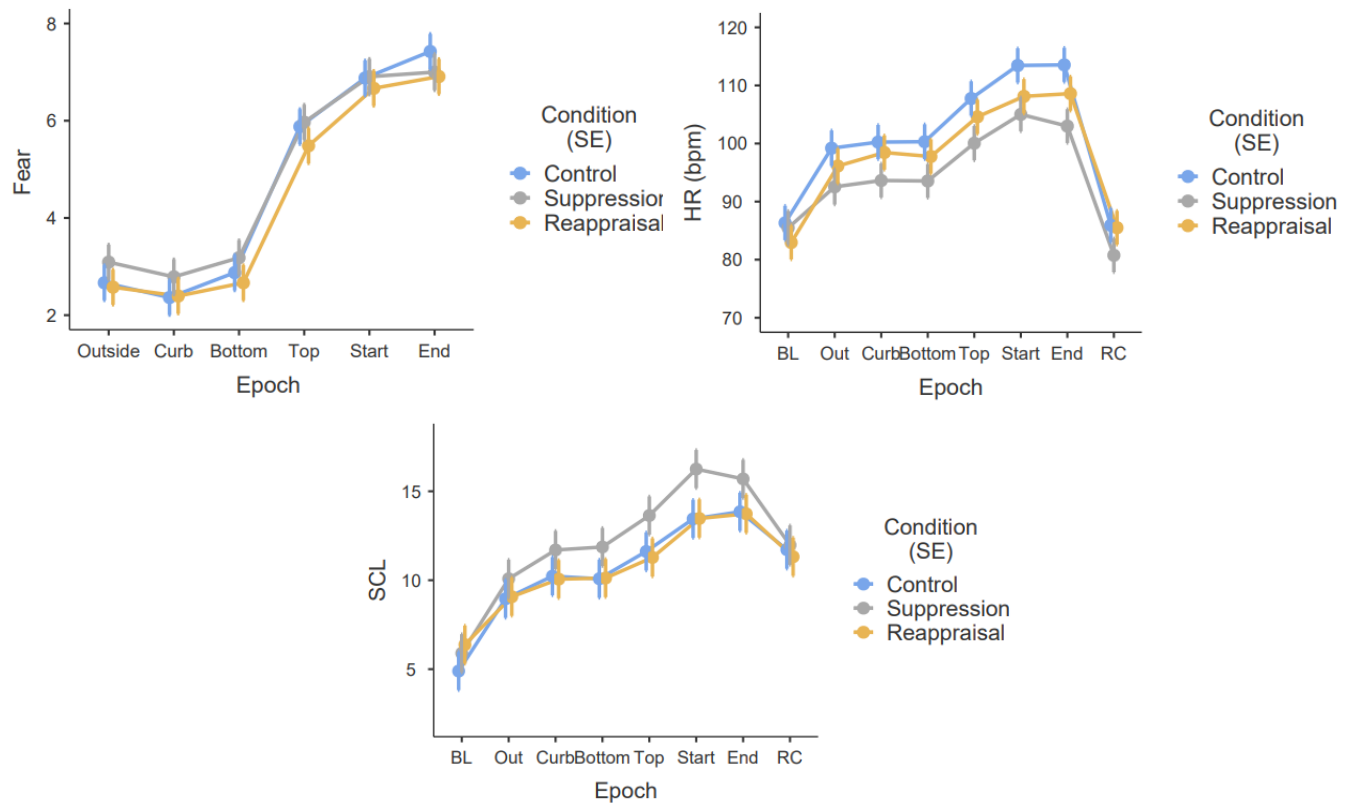 8
6
4
2
Fear
Outside Curb Bottom Top Start End
Epoch
Condition
(SE)
Control
Suppression
Reappraisal
120
110
100
90
80
70
HR (bpm)
BL Out Curb Bottom Top Start End RC
Epoch
Condition
(SE)
Control
Suppression
Reappraisal
15
10
5
SCL
BL Out Curb Bottom Top Start End RC
Epoch
Condition
(SE)
Control
Suppression
Reappraisal